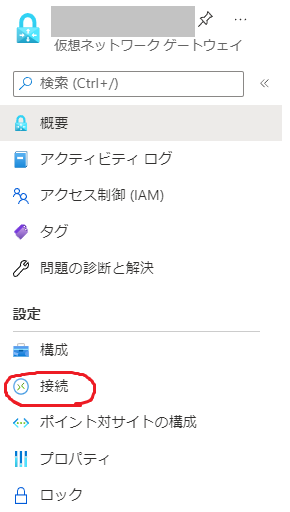 仮想ネットワーク ゲートウェイ
検索 (Ctrl+/)
概要
アクティビティ ログ
アクセス制御 (IAM)
タグ
問題の診断と解決
設定
構成
接続
ポイント対サイトの構成
プロパティ
ロック